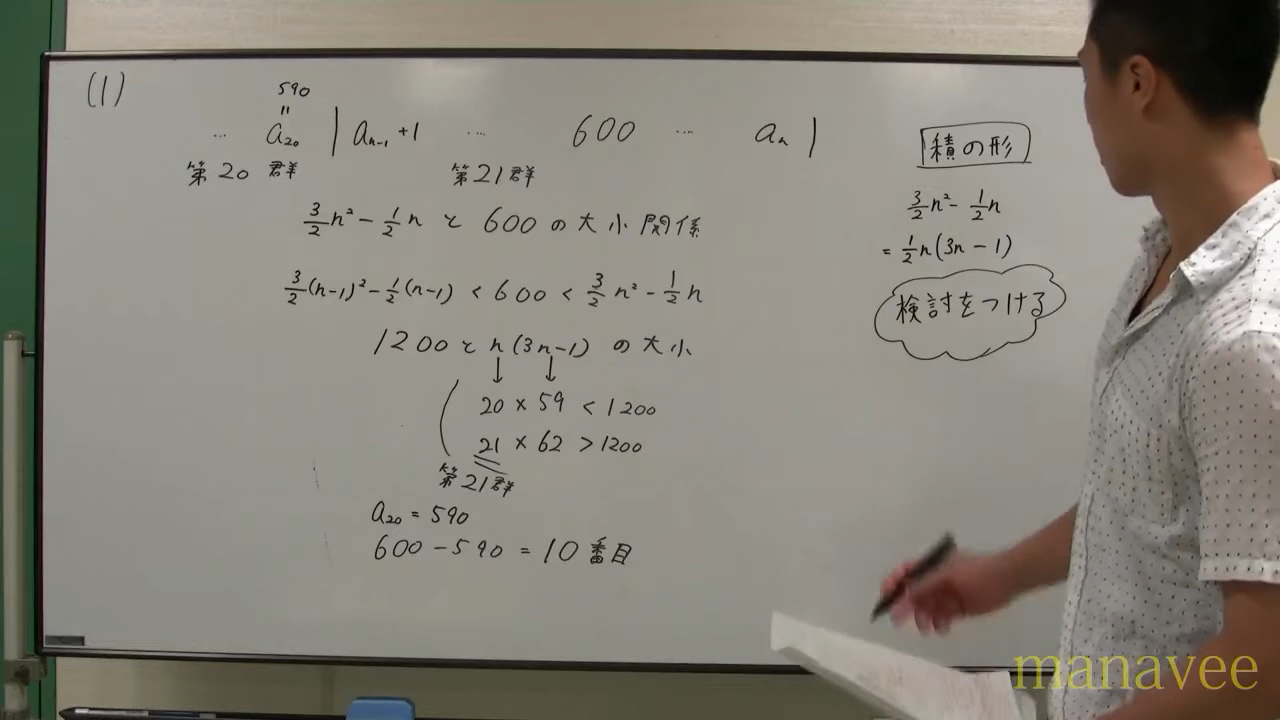 (1)
590
=
… a₂₀ | aₙ₋₁ +1 … 600 … aₙ |
第20群 第21群
3/2 n² - 1/2 n と 600 の大小関係
3/2 (n-1)² - 1/2 (n-1) < 600 < 3/2 n² - 1/2 n
1200 と n(3n-1) の大小
↓ ↓
20 × 59 < 1200
21 × 62 > 1200
第21群
a₂₀ = 590
600 - 590 = 10 番目
積の形
3/2 n² - 1/2 n
= 1/2 n(3n - 1)
検討をつける
manavee